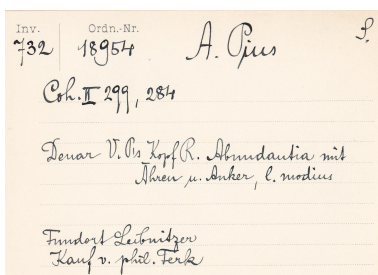 Inv. Ordn.-Nr.
732 18954 A. Pius S.
Coh. II 299, 284
Denar V. Rs Kopf R. Abundantia mit
Ähren u. Anker, l. modius
Fundort Leibnitzer
Kauf v. phil. Ferk